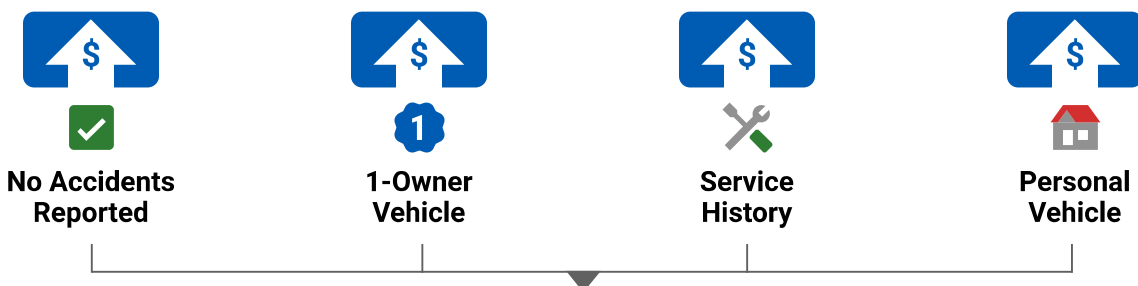 $ $ $ $
1
No Accidents
Reported
1-Owner
Vehicle
Service
History
Personal
Vehicle